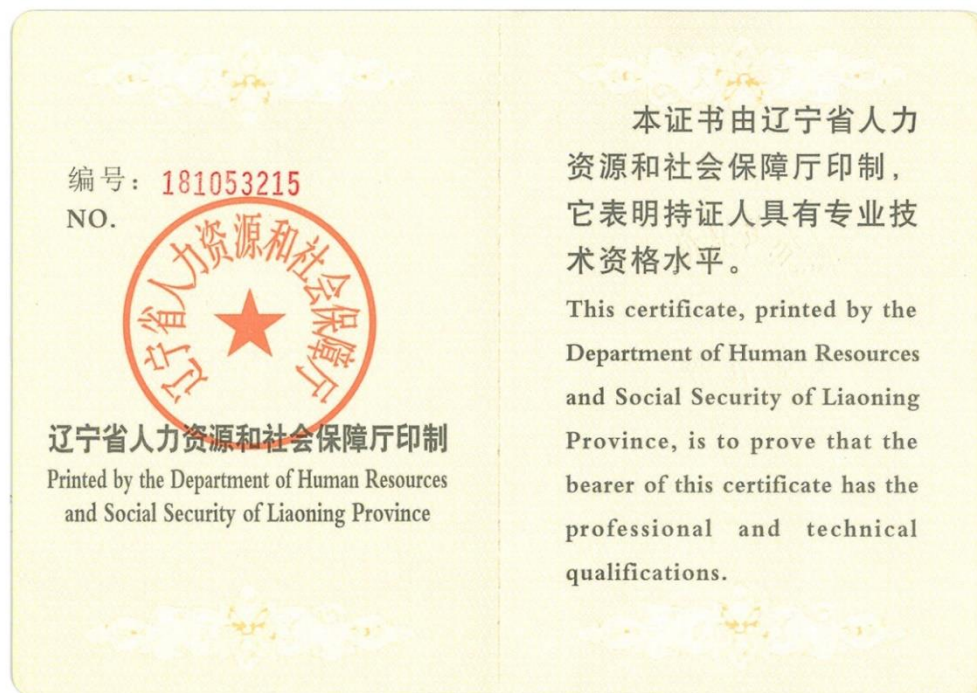 编号：181053215
NO.
辽宁省人力资源和社会保障厅
辽宁省人力资源和社会保障厅印制
Printed by the Department of Human Resources
and Social Security of Liaoning Province
本证书由辽宁省人力
资源和社会保障厅印制，
它表明持证人具有专业技
术资格水平。
This certificate, printed by the
Department of Human Resources
and Social Security of Liaoning
Province, is to prove that the
bearer of this certificate has the
professional and technical
qualifications.